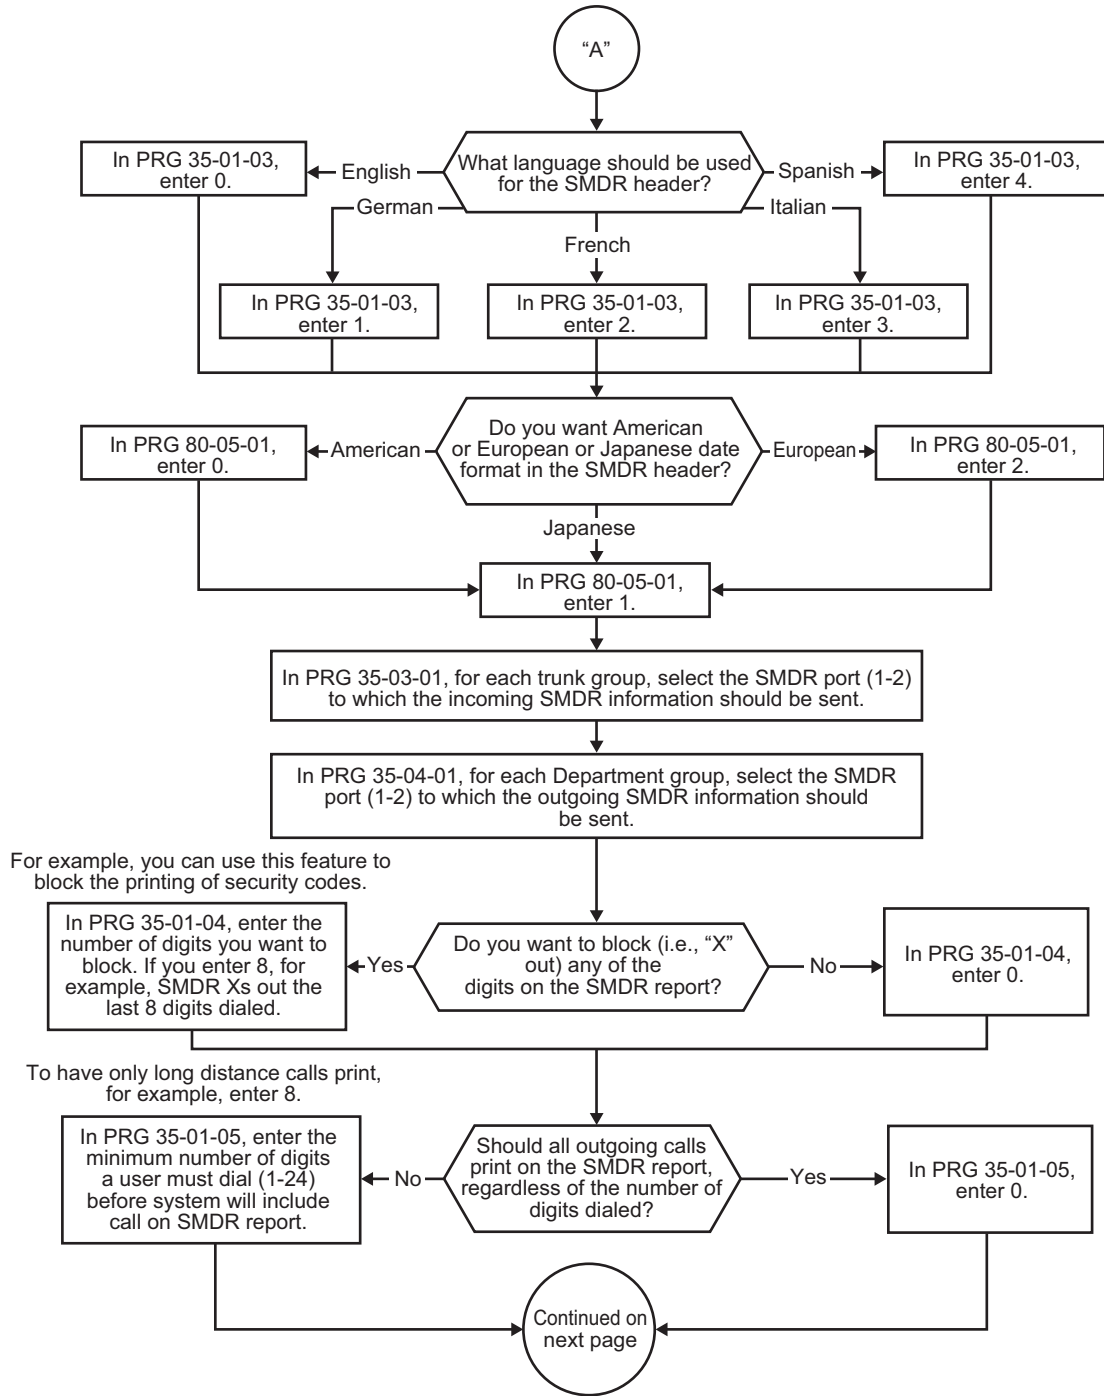 “A”
What language should be used
for the SMDR header?
English
In PRG 35-01-03,
enter 0.
Spanish
In PRG 35-01-03,
enter 4.
German
French
Italian
In PRG 35-01-03,
enter 1.
In PRG 35-01-03,
enter 2.
In PRG 35-01-03,
enter 3.
Do you want American
or European or Japanese date
format in the SMDR header?
American
In PRG 80-05-01,
enter 0.
European
In PRG 80-05-01,
enter 2.
Japanese
In PRG 80-05-01,
enter 1.
In PRG 35-03-01, for each trunk group, select the SMDR port (1-2)
to which the incoming SMDR information should be sent.
In PRG 35-04-01, for each Department group, select the SMDR
port (1-2) to which the outgoing SMDR information should
be sent.
For example, you can use this feature to
block the printing of security codes.
In PRG 35-01-04, enter the
number of digits you want to
block. If you enter 8, for
example, SMDR Xs out the
last 8 digits dialed.
Yes
Do you want to block (i.e., “X”
out) any of the
digits on the SMDR report?
No
In PRG 35-01-04,
enter 0.
To have only long distance calls print,
for example, enter 8.
In PRG 35-01-05, enter the
minimum number of digits
a user must dial (1-24)
before system will include
call on SMDR report.
No
Should all outgoing calls
print on the SMDR report,
regardless of the number of
digits dialed?
Yes
In PRG 35-01-05,
enter 0.
Continued on
next page